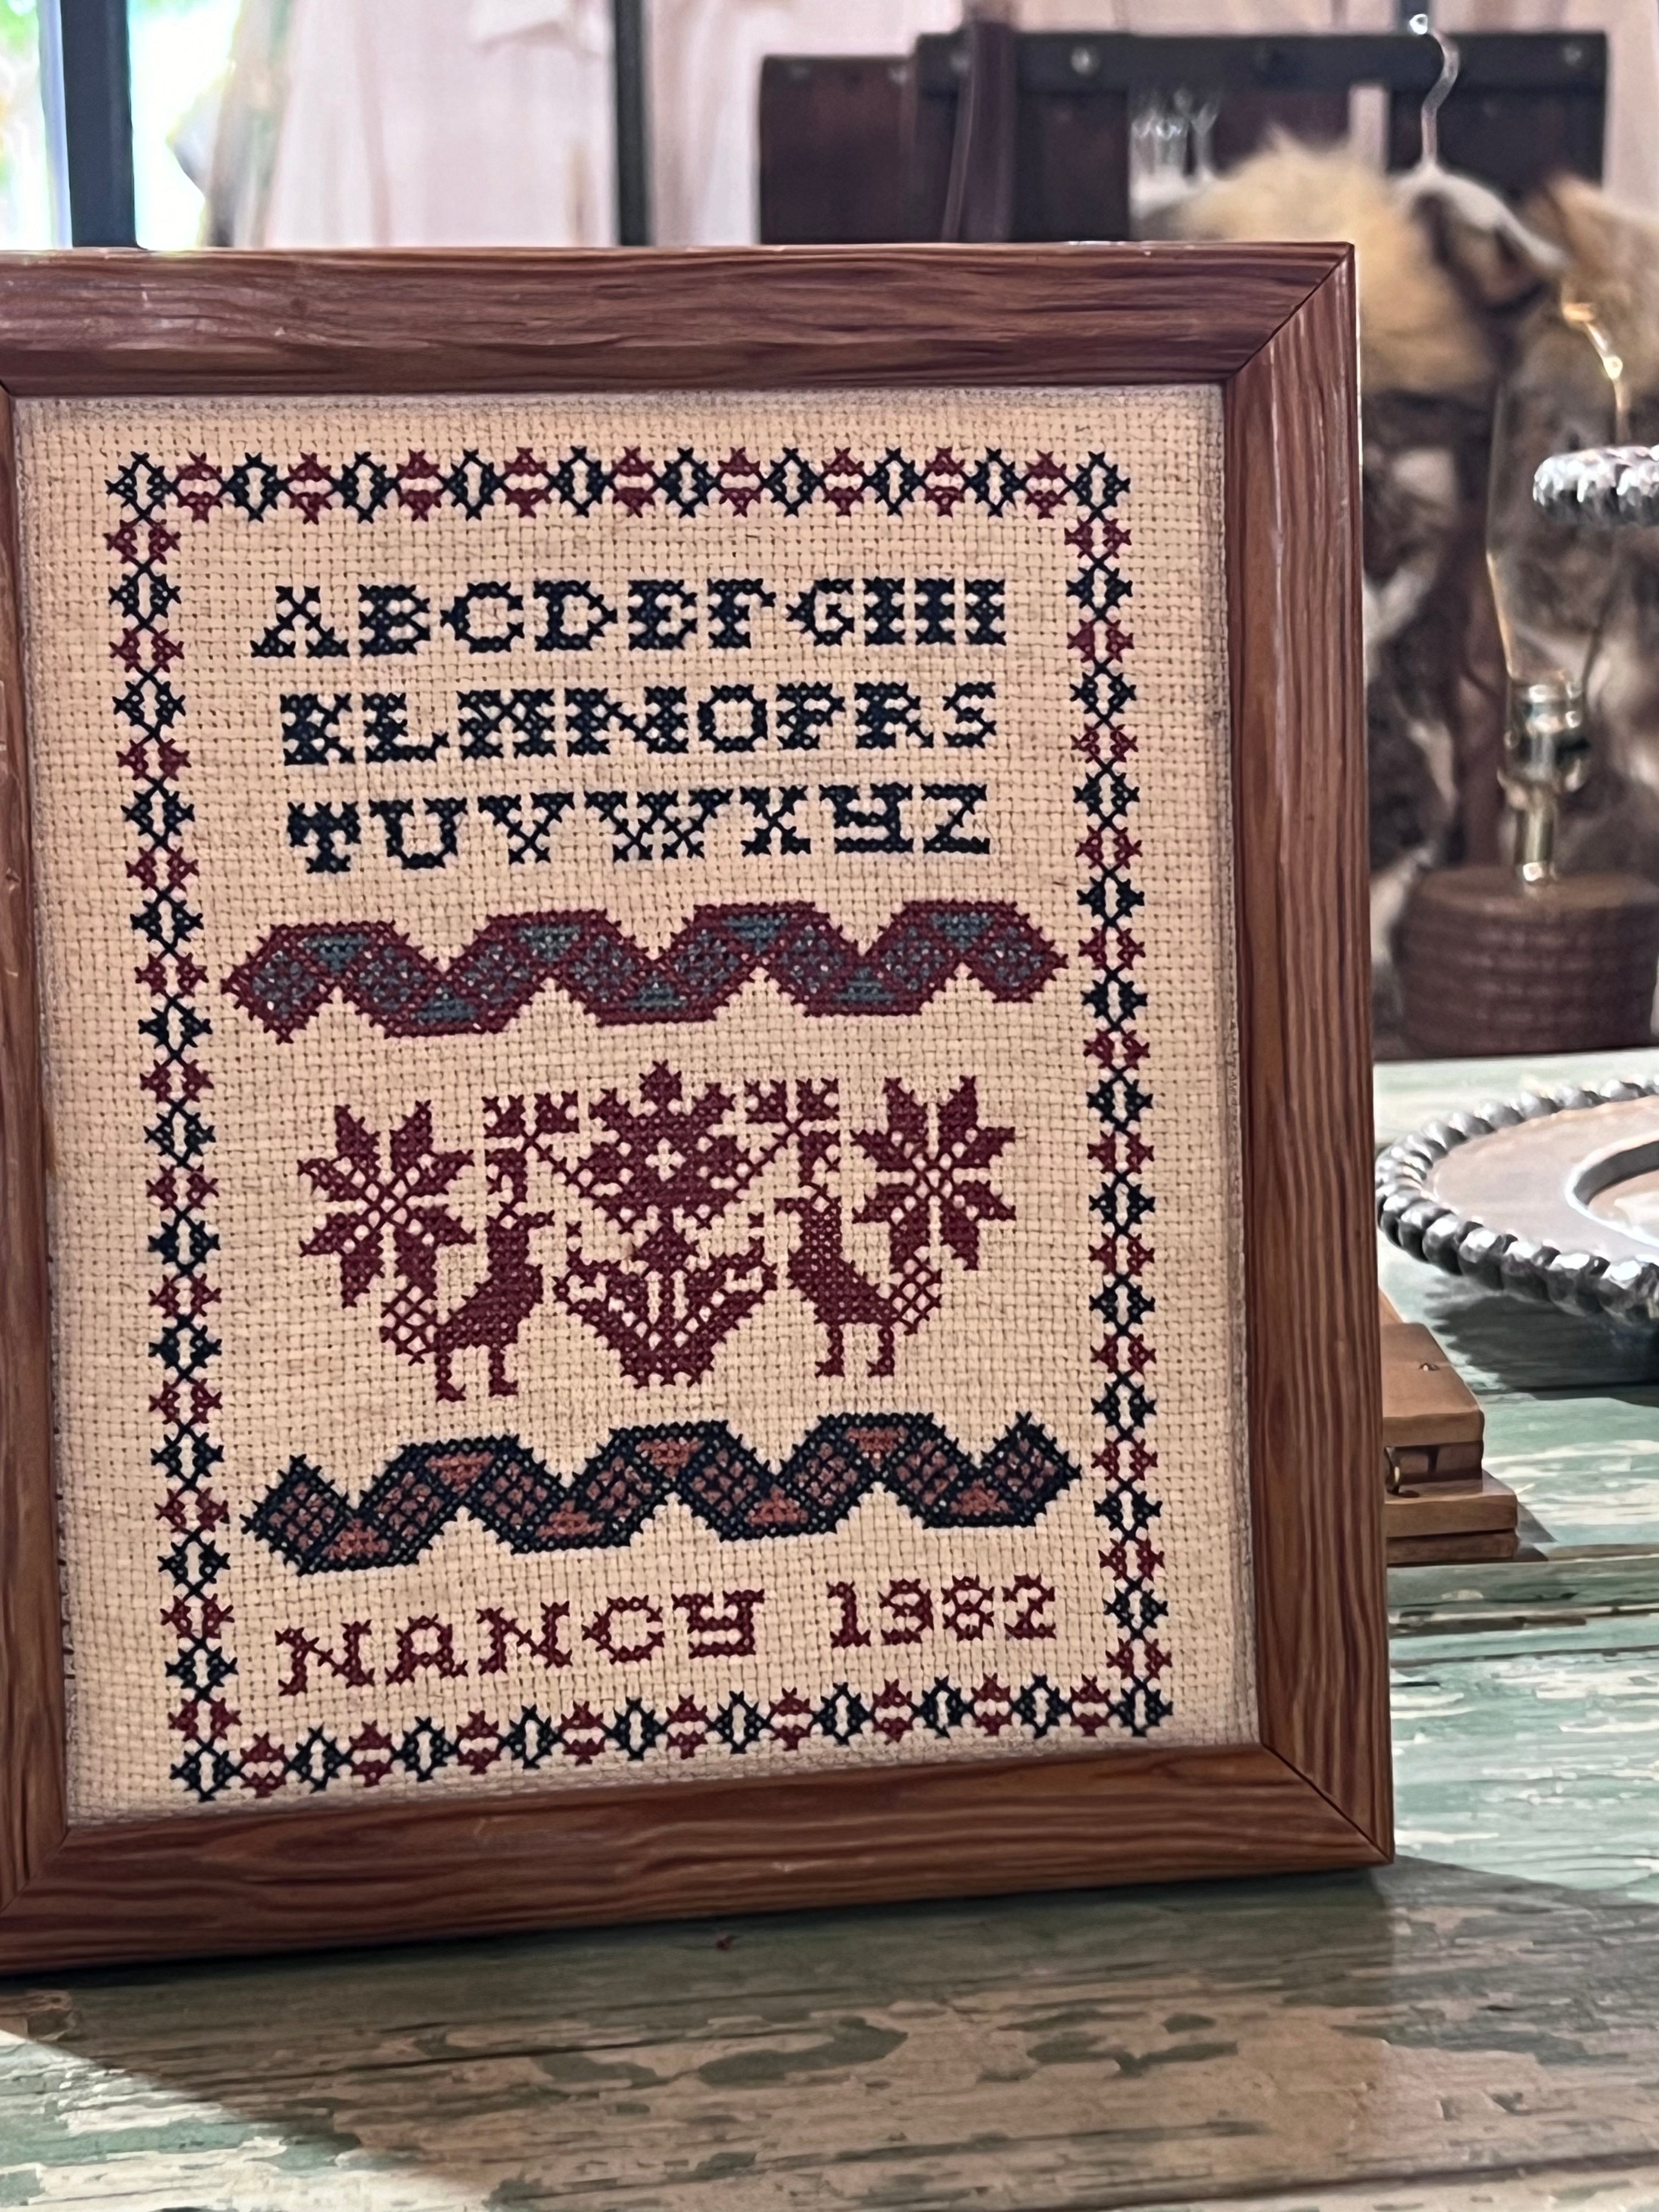 ABCDEFGHI
KLMNOPRS
TUVWXYZ
NANCY 1982